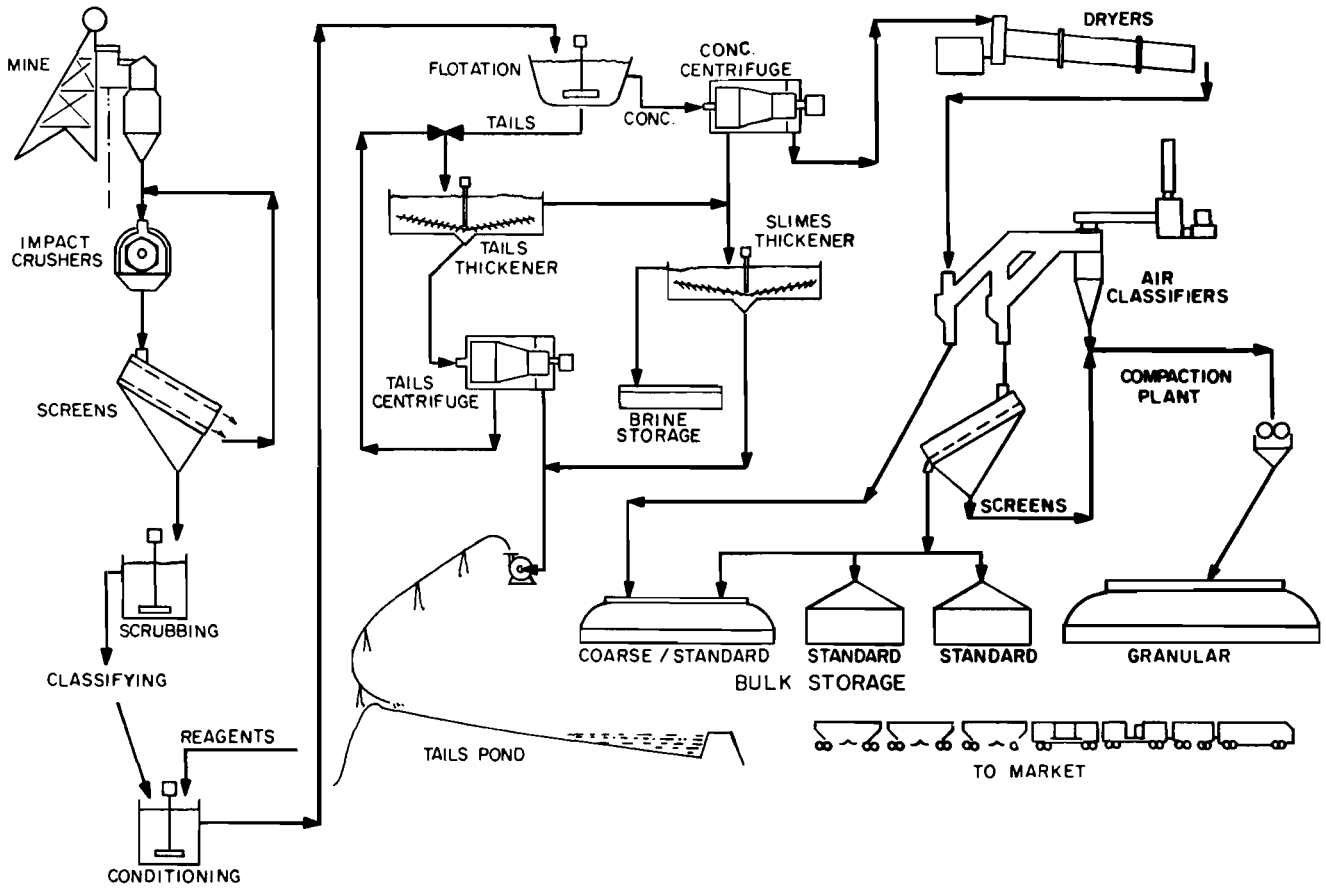 MINE
IMPACT
CRUSHERS
SCREENS
SCRUBBING
CLASSIFYING
REAGENTS
CONDITIONING
FLOTATION
CONC.
CONC.
CENTRIFUGE
TAILS
TAILS
THICKENER
SLIMES
THICKENER
TAILS
CENTRIFUGE
BRINE
STORAGE
TAILS POND
DRYERS
AIR
CLASSIFIERS
COMPACTION
PLANT
SCREENS
COARSE / STANDARD
STANDARD
STANDARD
GRANULAR
BULK STORAGE
TO MARKET